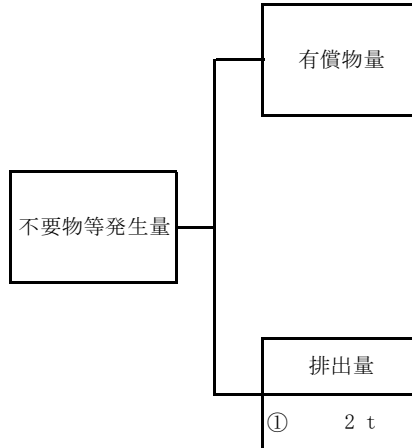 有償物量
不要物等発生量
排出量
① 2 t